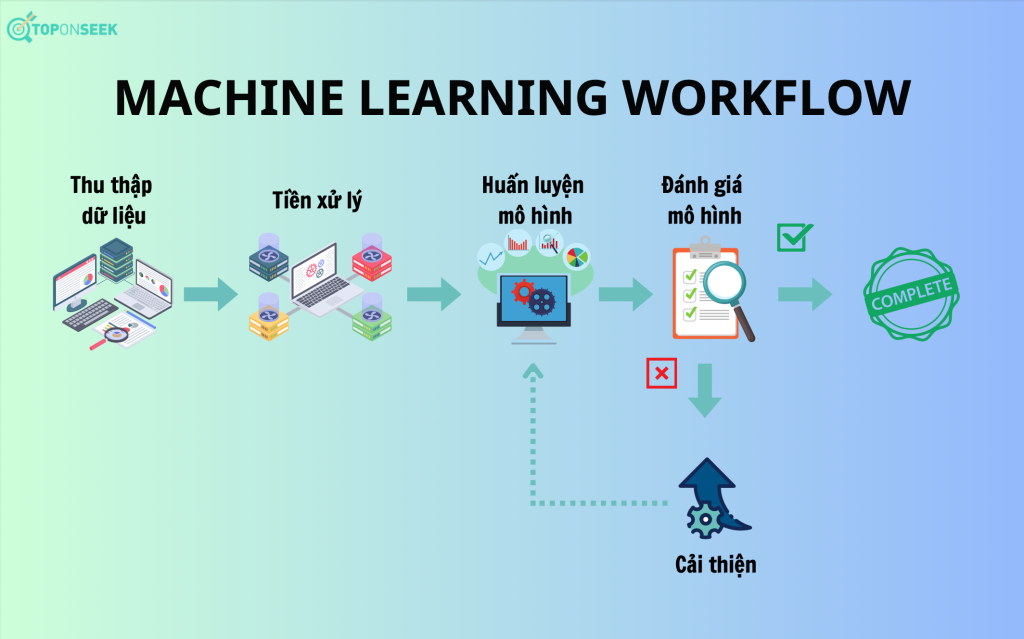 TOPONSEEK
MACHINE LEARNING WORKFLOW
Thu thập
dữ liệu
Tiền xử lý
Huấn luyện
mô hình
Đánh giá
mô hình
COMPLETE
Cải thiện